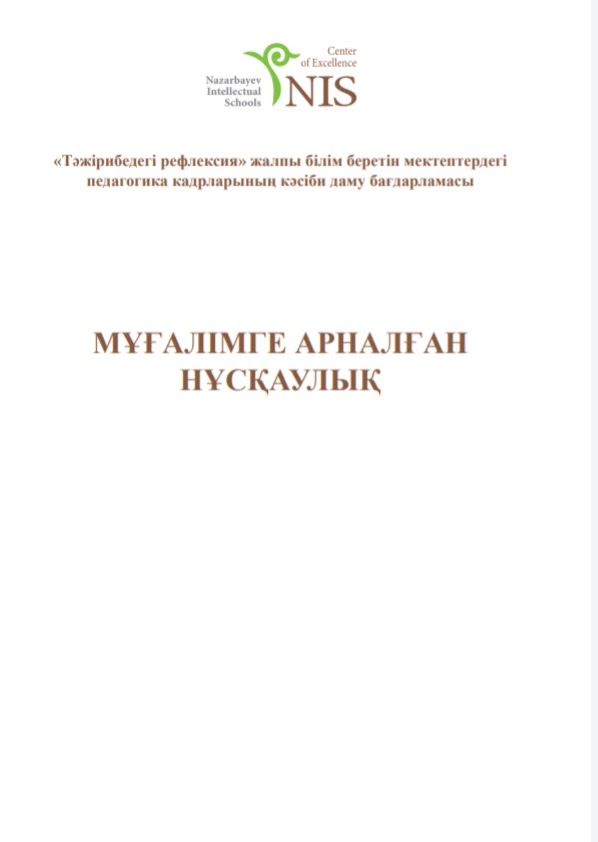 Center
of Excellence
Nazarbayev
Intellectual
Schools
NIS
«Тәжірибедегі рефлексия» жалпы білім беретін мектептердегі
педагогика кадрларының кәсіби даму бағдарламасы
МҰҒАЛІМГЕ АРНАЛҒАН
НҰСҚАУЛЫҚ